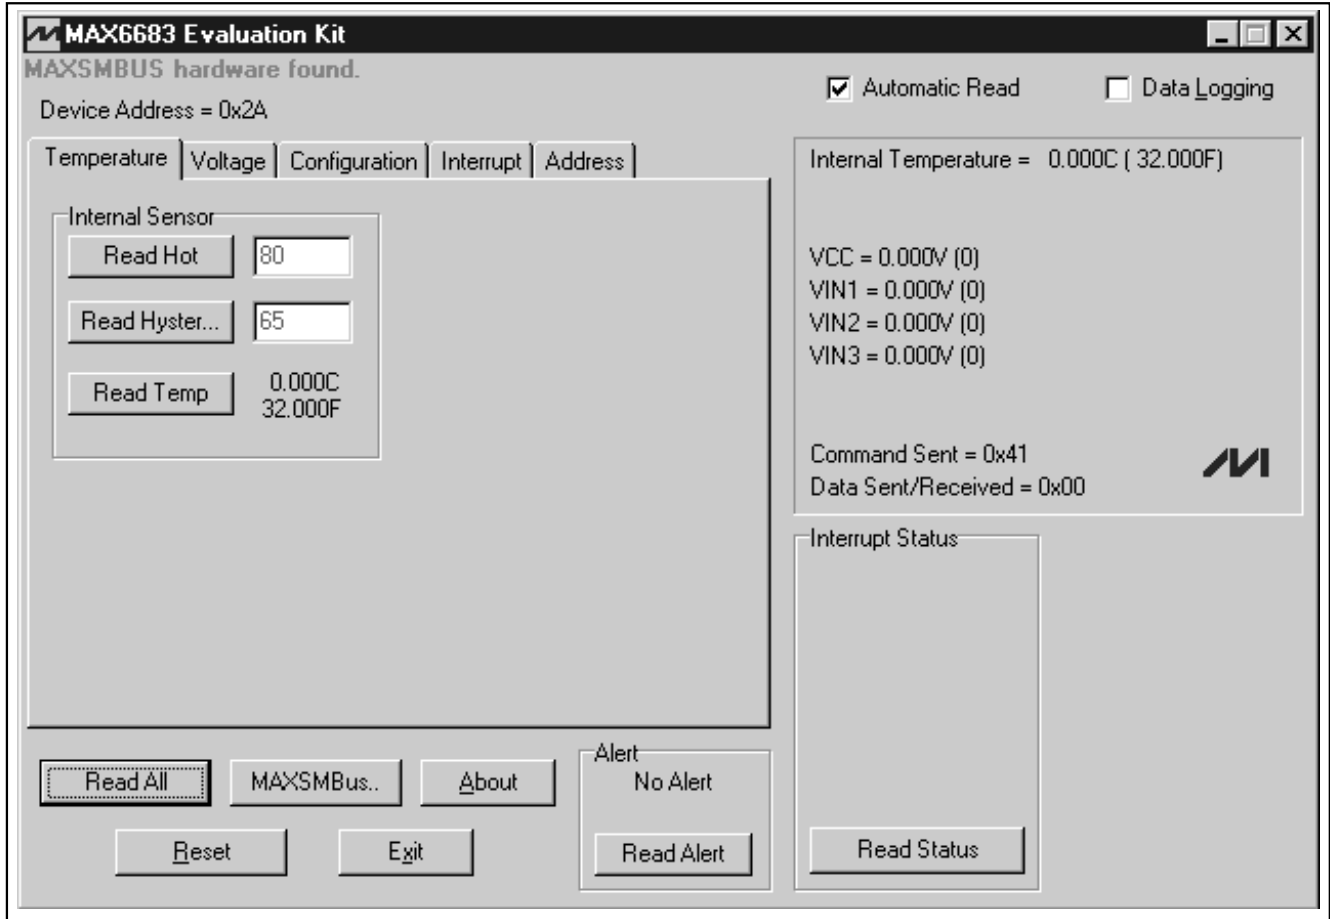 MAX6683 Evaluation Kit
MAXSMBUS hardware found.
Device Address = 0x2A
Automatic Read
Data Logging
Temperature
Voltage
Configuration
Interrupt
Address
Internal Sensor
Read Hot
80
Read Hyster...
65
Read Temp
0.000C
32.000F
Internal Temperature = 0.000C ( 32.000F)
VCC = 0.000V (0)
VIN1 = 0.000V (0)
VIN2 = 0.000V (0)
VIN3 = 0.000V (0)
Command Sent = 0x41
Data Sent/Received = 0x00
Interrupt Status
Read Status
Read All
MAXSMBus..
About
Reset
Exit
Alert
No Alert
Read Alert